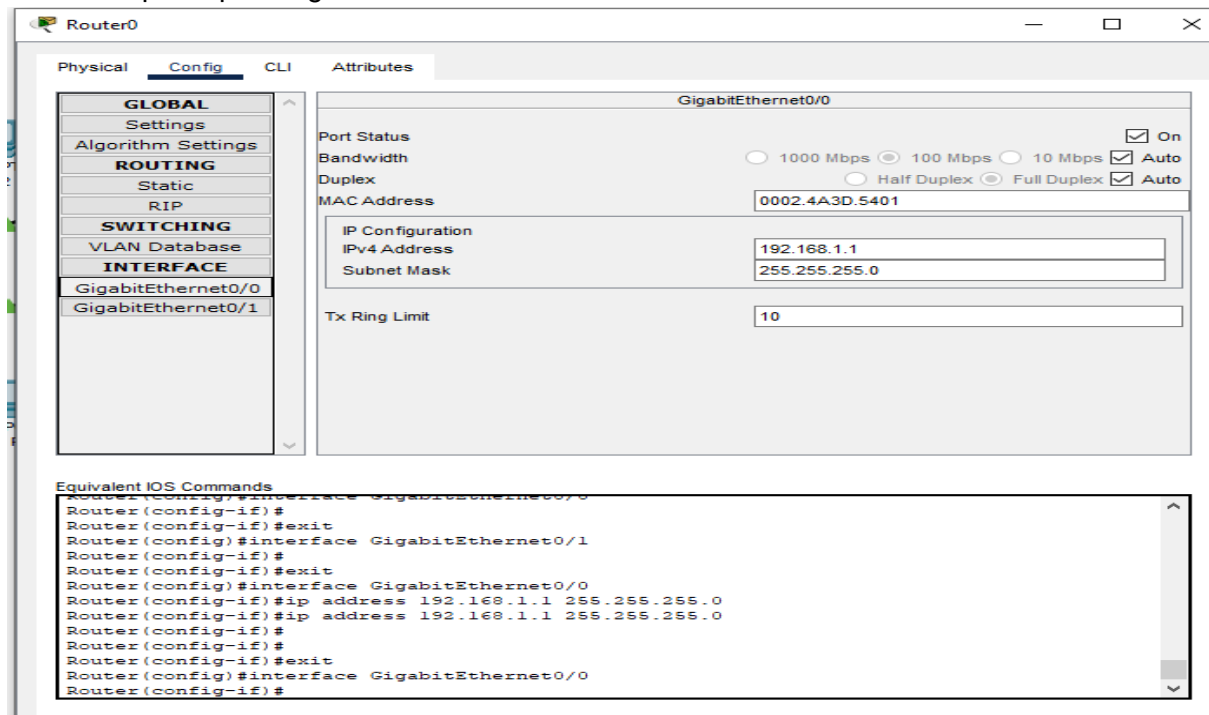 Router0
Physical Config CLI Attributes
GLOBAL
Settings
Algorithm Settings
ROUTING
Static
RIP
SWITCHING
VLAN Database
INTERFACE
GigabitEthernet0/0
GigabitEthernet0/1
GigabitEthernet0/0
Port Status On
Bandwidth 1000 Mbps 100 Mbps 10 Mbps Auto
Duplex Half Duplex Full Duplex Auto
MAC Address 0002.4A3D.5401
IP Configuration
IPv4 Address 192.168.1.1
Subnet Mask 255.255.255.0
Tx Ring Limit 10
Equivalent IOS Commands
Router(config)#interface GigabitEthernet0/0
Router(config-if)#
Router(config-if)#exit
Router(config)#interface GigabitEthernet0/1
Router(config-if)#
Router(config-if)#exit
Router(config)#interface GigabitEthernet0/0
Router(config-if)#ip address 192.168.1.1 255.255.255.0
Router(config-if)#ip address 192.168.1.1 255.255.255.0
Router(config-if)#
Router(config-if)#
Router(config-if)#exit
Router(config)#interface GigabitEthernet0/0
Router(config-if)#